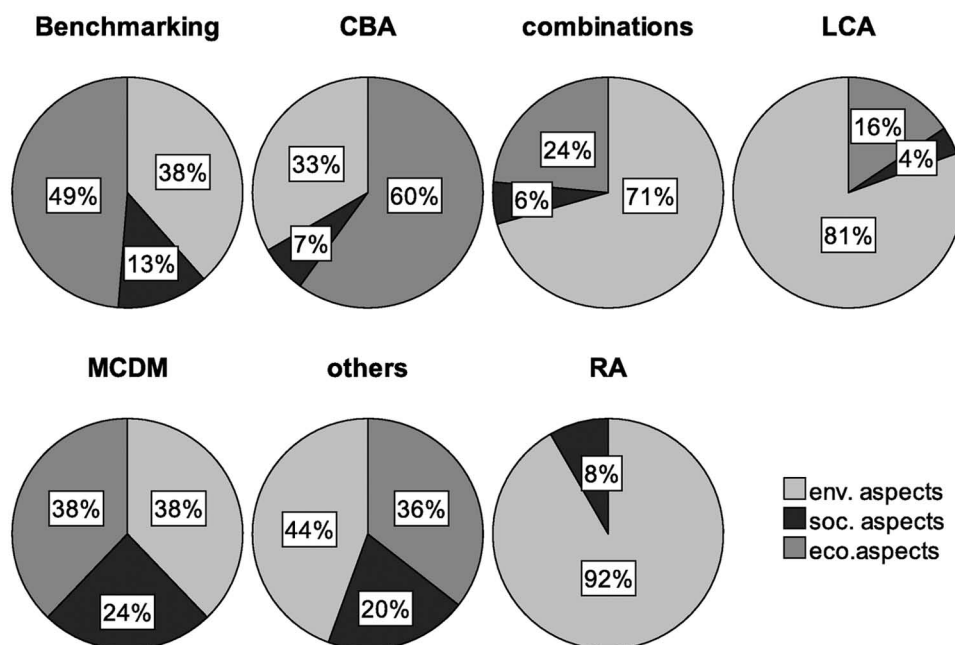 Benchmarking CBA combinations LCA
38% 13% 49%
60% 7% 33%
71% 6% 24%
16% 4% 81%
MCDM others RA
38% 24% 38%
36% 20% 44%
8% 92%
env. aspects
soc. aspects
eco.aspects